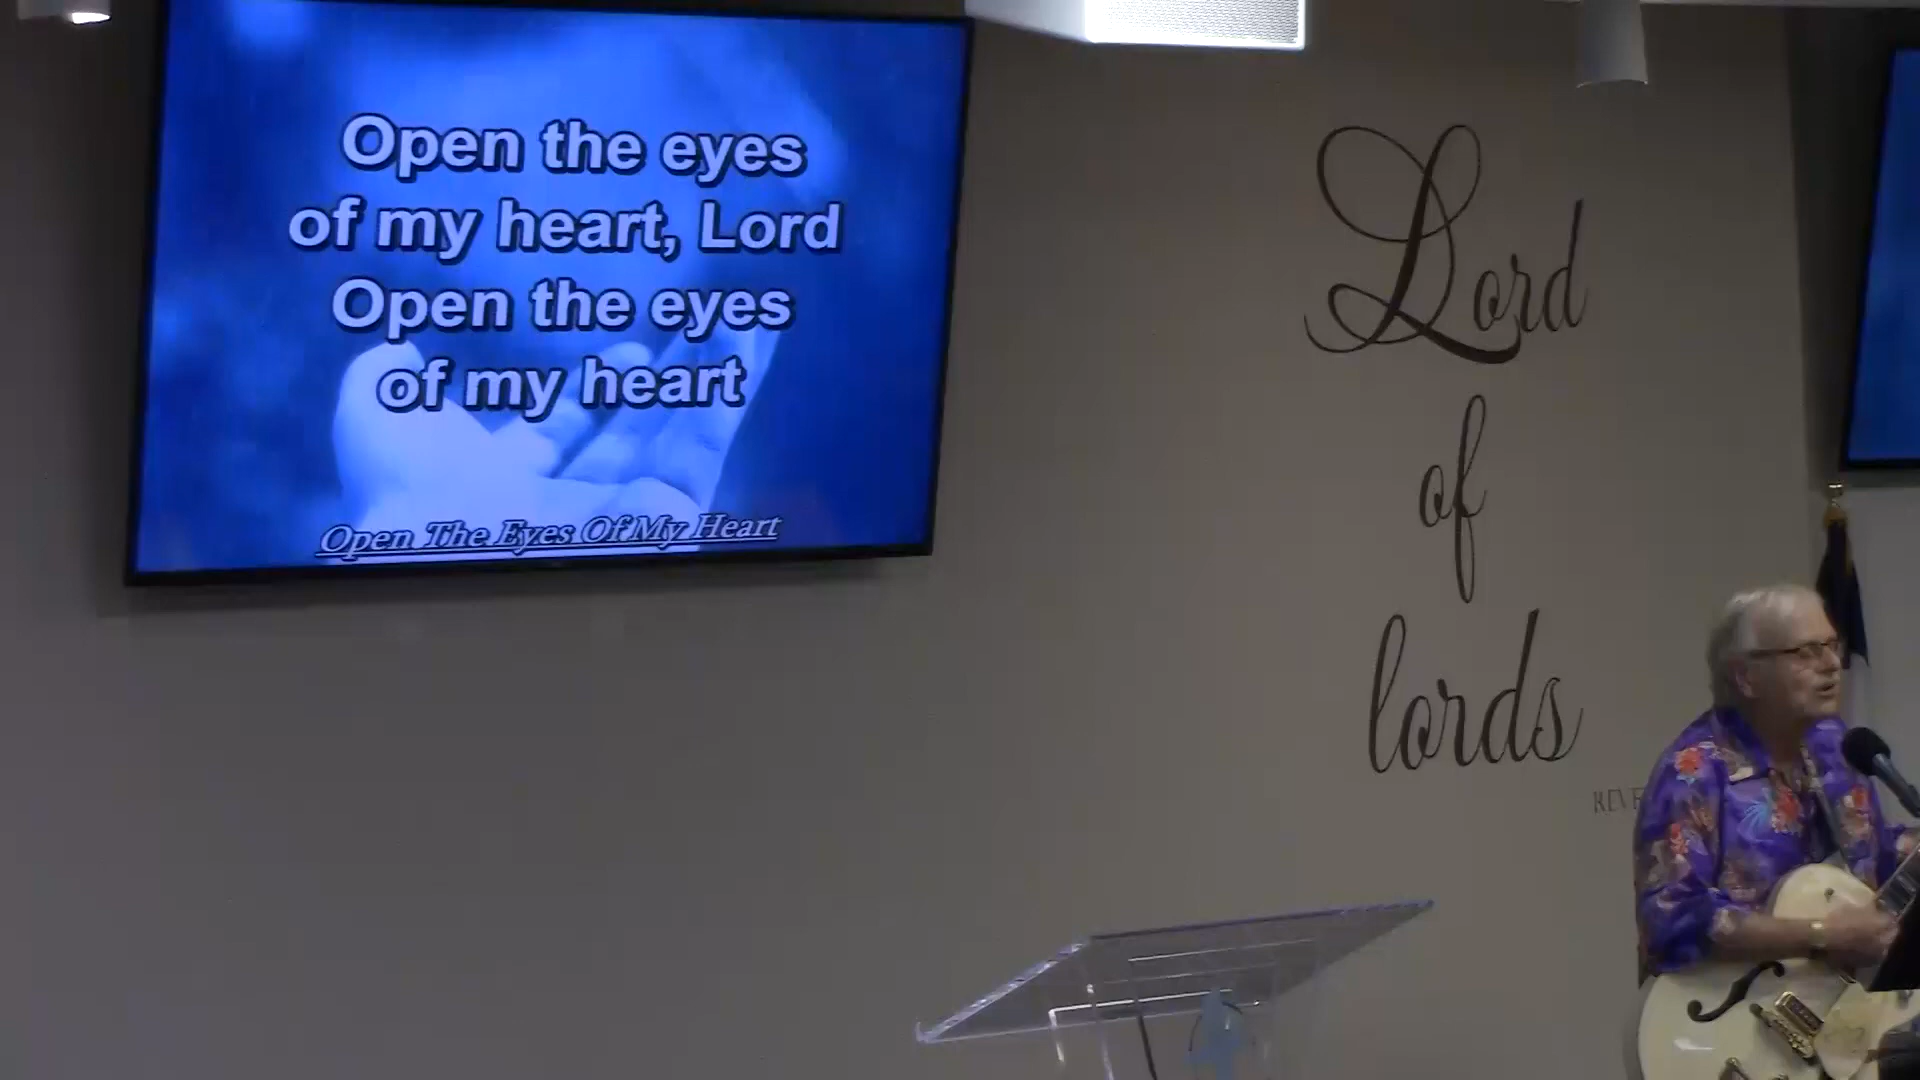 Open the eyes
of my heart, Lord
Open the eyes
of my heart
Open The Eyes Of My Heart
Lord
of
lords